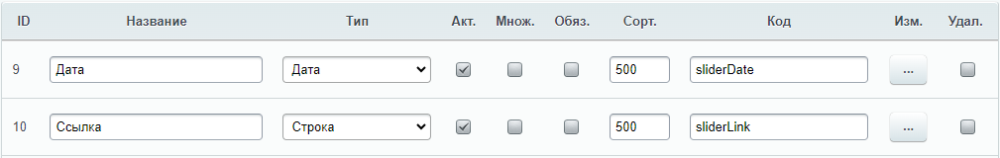 ID Название Тип Акт. Множ. Обяз. Сорт. Код Изм. Удал.
9 Дата Дата 500 sliderDate ...
10 Ссылка Строка 500 sliderLink ...